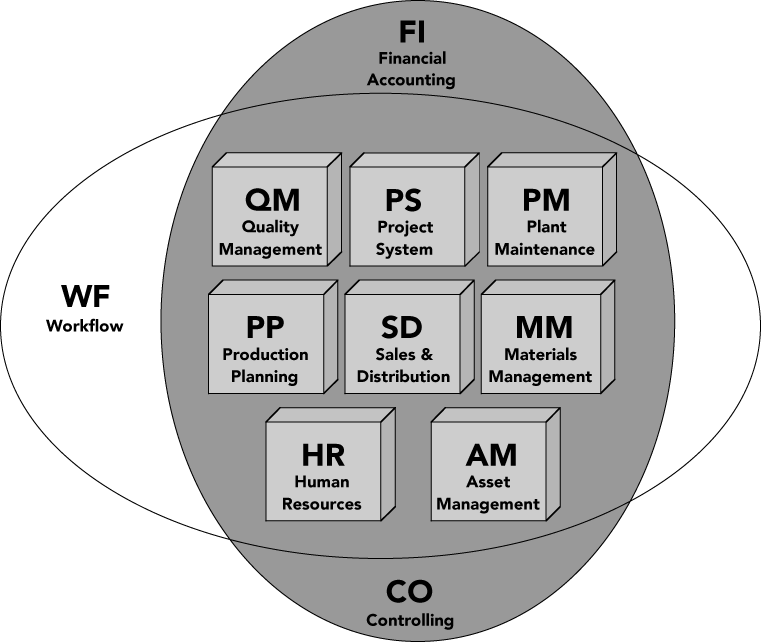 FI
Financial
Accounting
QM
Quality
Management
PS
Project
System
PM
Plant
Maintenance
WF
Workflow
PP
Production
Planning
SD
Sales &
Distribution
MM
Materials
Management
HR
Human
Resources
AM
Asset
Management
CO
Controlling